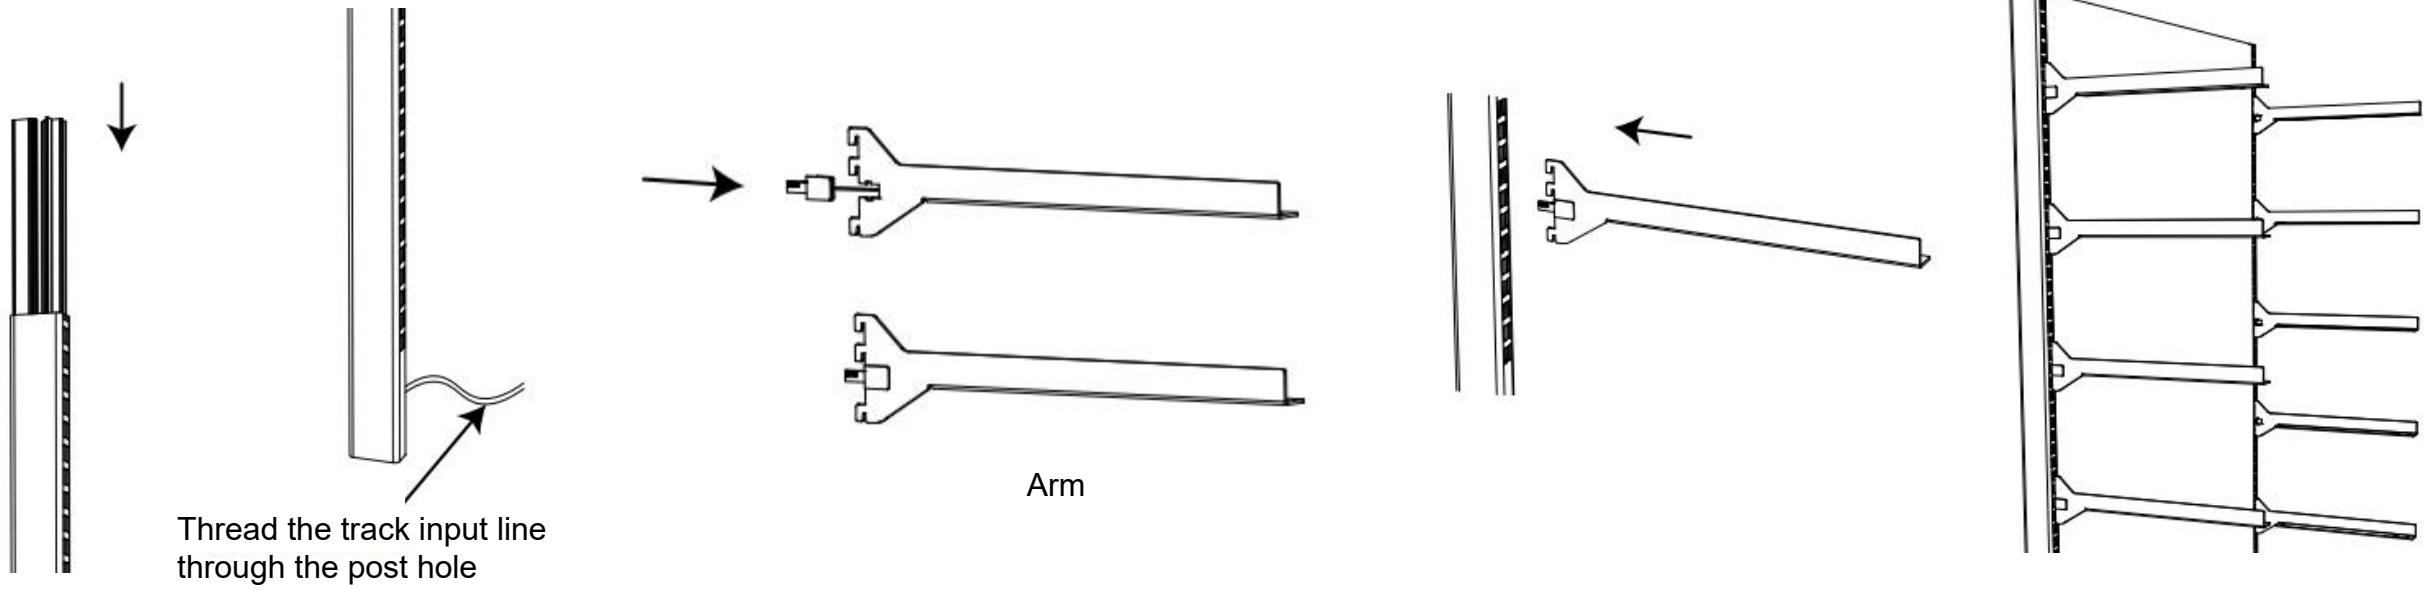 Thread the track input line
through the post hole
Arm